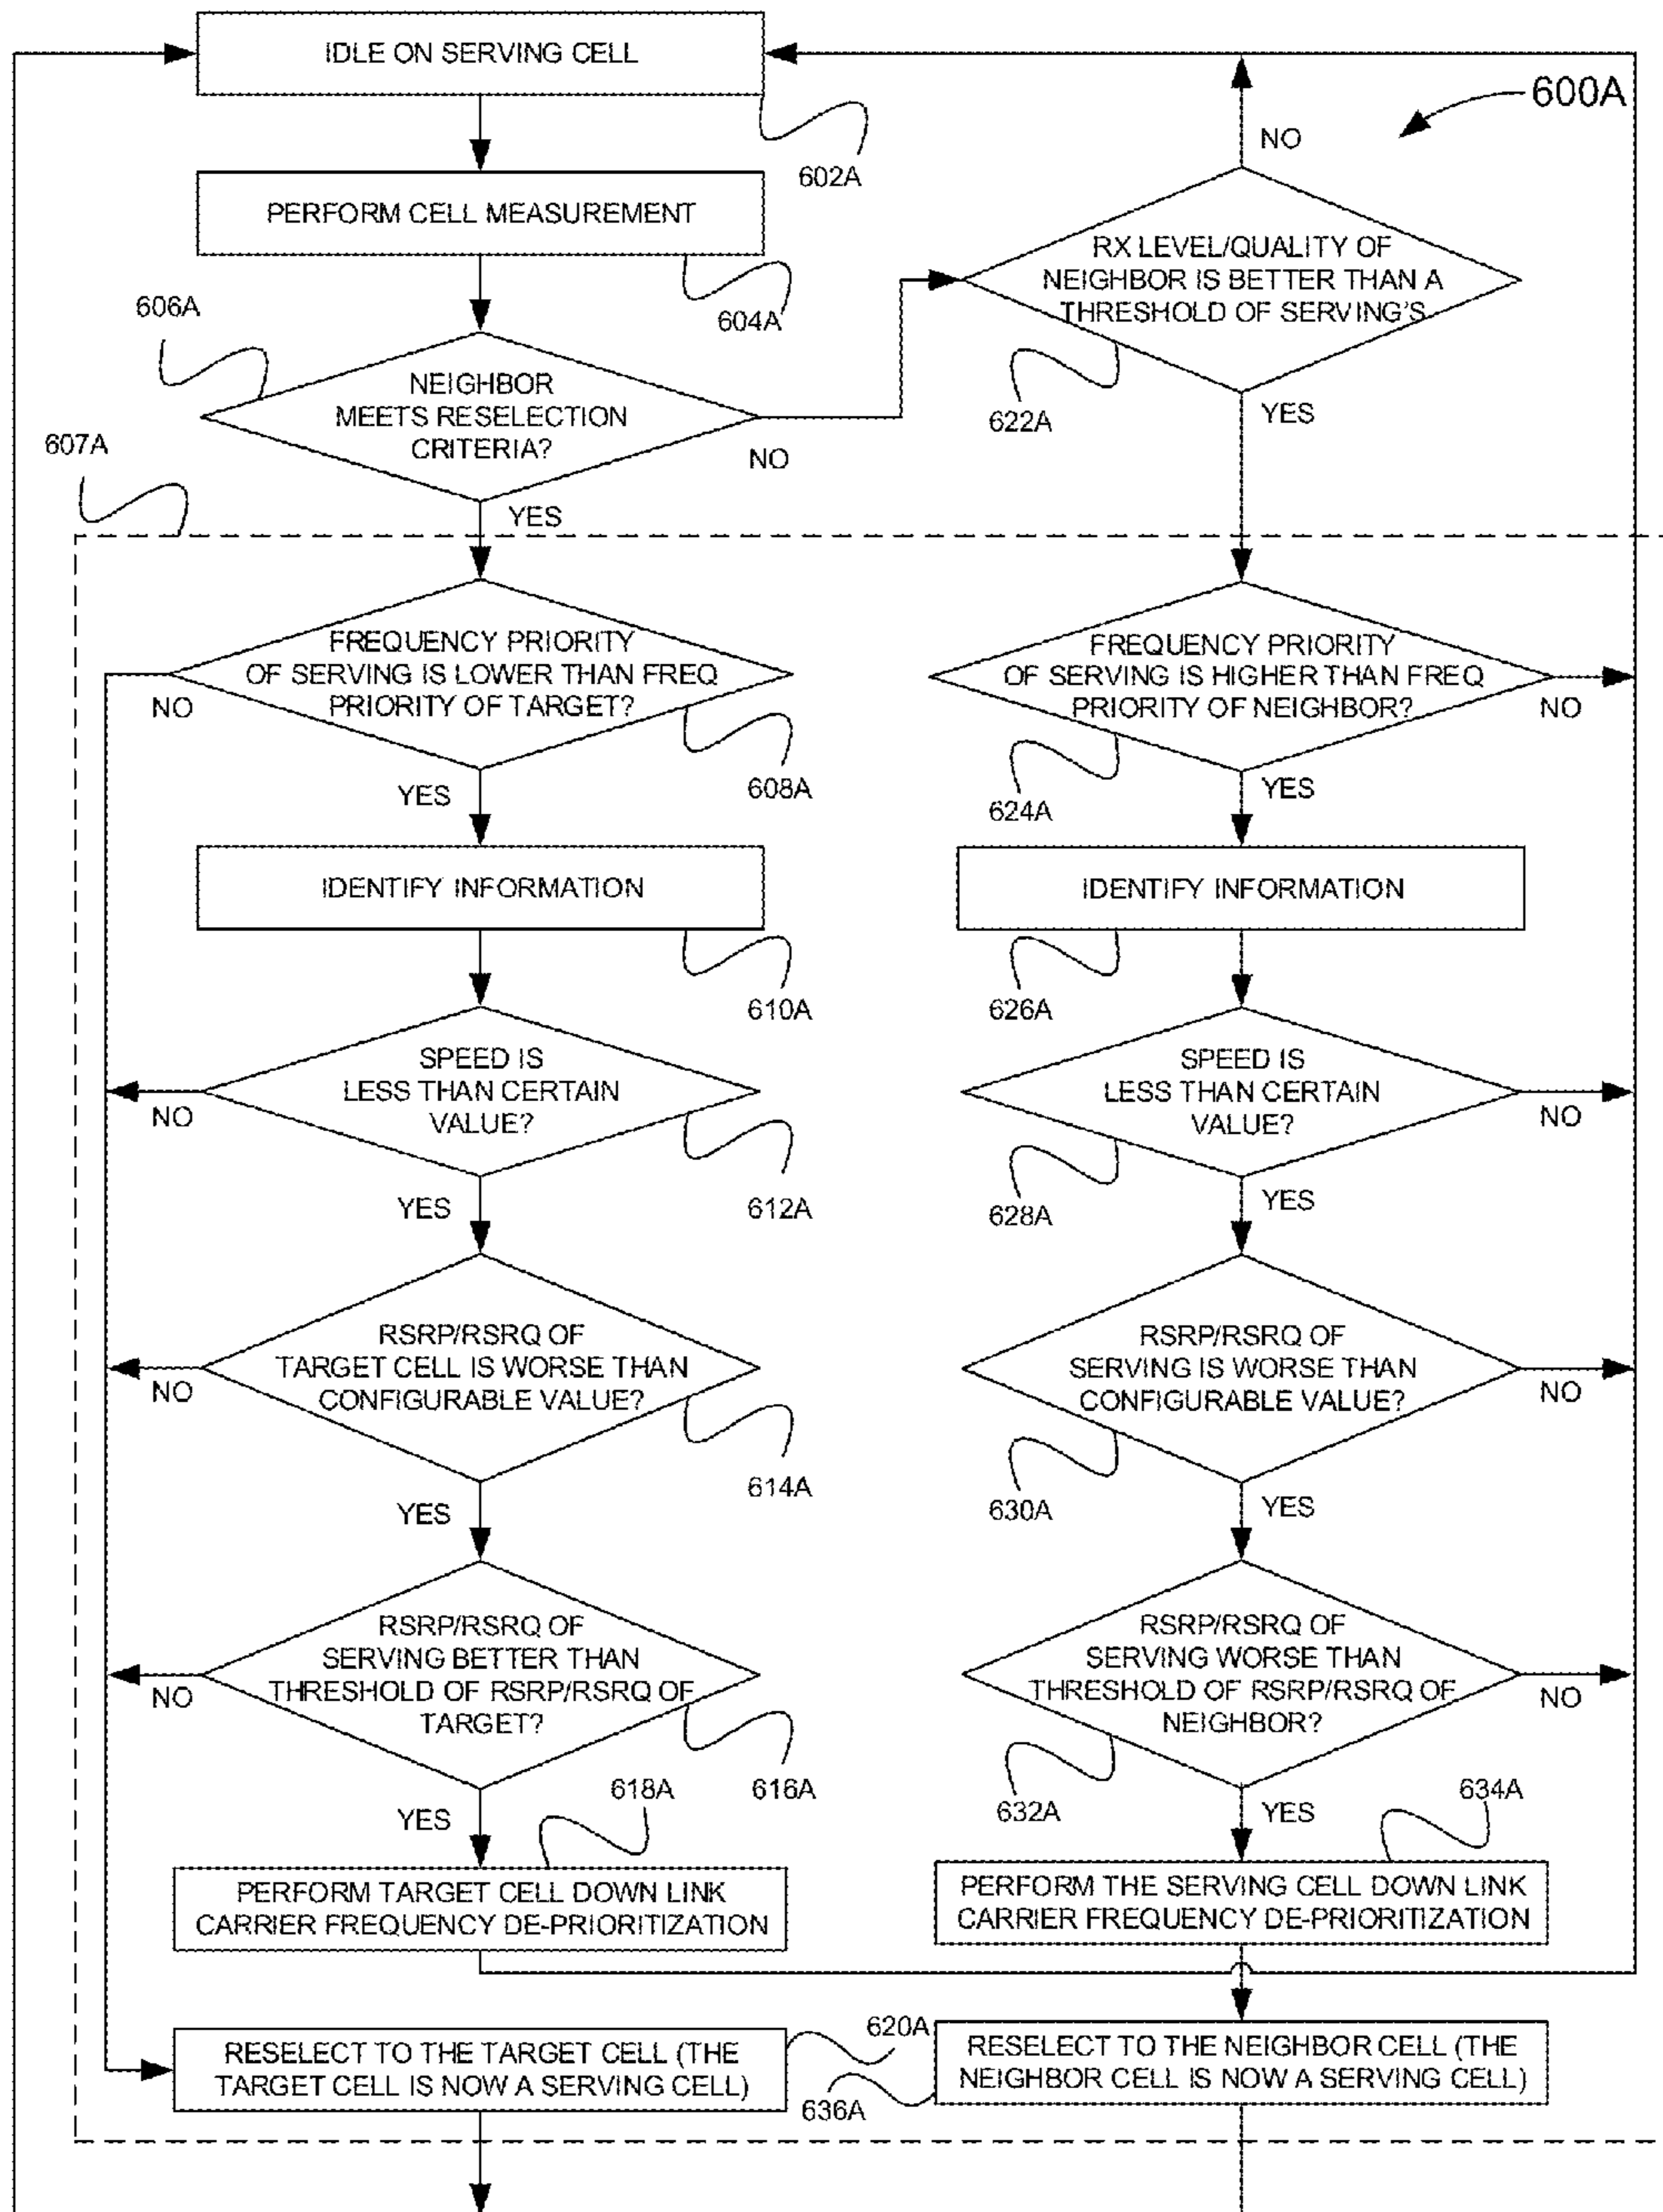 IDLE ON SERVING CELL
600A
NO
602A
PERFORM CELL MEASUREMENT
RX LEVEL/QUALITY OF
NEIGHBOR IS BETTER THAN A
THRESHOLD OF SERVING'S
604A
606A
NEIGHBOR
MEETS RESELECTION
CRITERIA?
NO
622A
YES
607A
YES
FREQUENCY PRIORITY
OF SERVING IS LOWER THAN FREQ
PRIORITY OF TARGET?
NO
608A
YES
FREQUENCY PRIORITY
OF SERVING IS HIGHER THAN FREQ
PRIORITY OF NEIGHBOR?
NO
624A
YES
IDENTIFY INFORMATION
610A
IDENTIFY INFORMATION
626A
SPEED IS
LESS THAN CERTAIN
VALUE?
NO
612A
YES
SPEED IS
LESS THAN CERTAIN
VALUE?
NO
628A
YES
RSRP/RSRQ OF
TARGET CELL IS WORSE THAN
CONFIGURABLE VALUE?
NO
614A
YES
RSRP/RSRQ OF
SERVING IS WORSE THAN
CONFIGURABLE VALUE?
NO
630A
YES
RSRP/RSRQ OF
SERVING BETTER THAN
THRESHOLD OF RSRP/RSRQ OF
TARGET?
NO
616A
YES
618A
RSRP/RSRQ OF
SERVING WORSE THAN
THRESHOLD OF RSRP/RSRQ OF
NEIGHBOR?
NO
632A
YES
634A
PERFORM TARGET CELL DOWN LINK
CARRIER FREQUENCY DE-PRIORITIZATION
PERFORM THE SERVING CELL DOWN LINK
CARRIER FREQUENCY DE-PRIORITIZATION
RESELECT TO THE TARGET CELL (THE
TARGET CELL IS NOW A SERVING CELL)
620A
636A
RESELECT TO THE NEIGHBOR CELL (THE
NEIGHBOR CELL IS NOW A SERVING CELL)